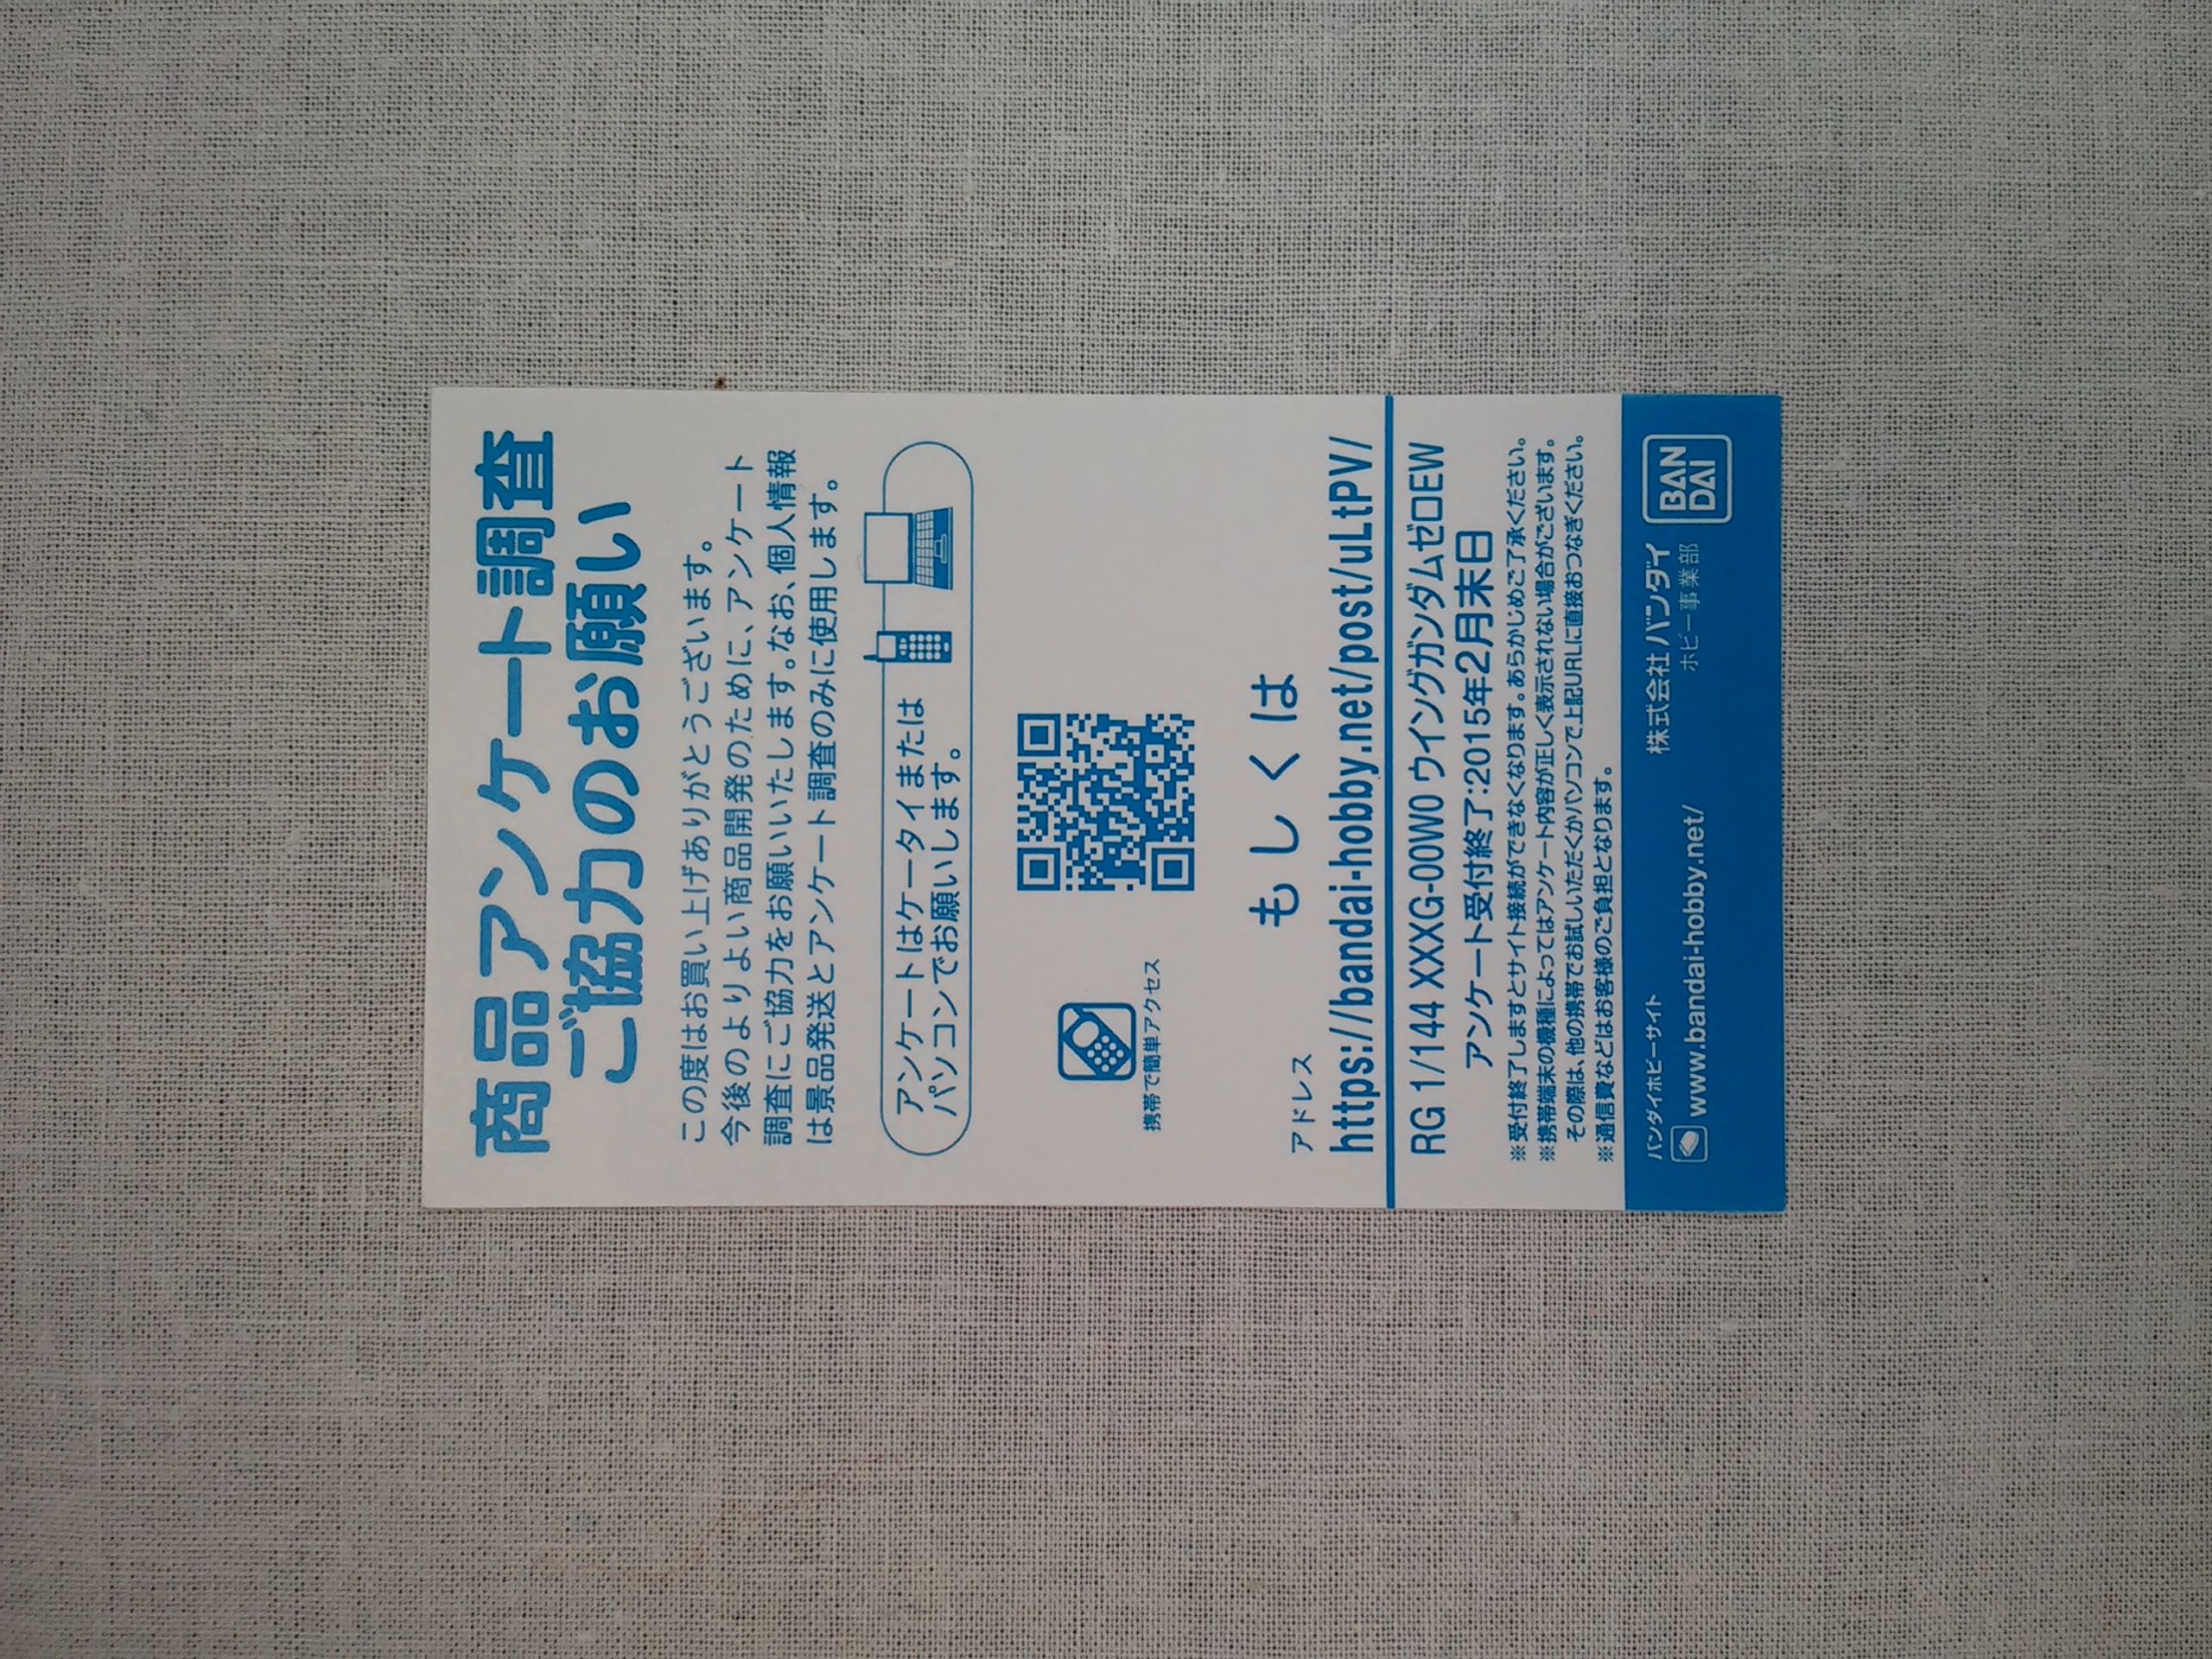 商品アンケート調査
ご協力のお願い
この度はお買い上げありがとうございます。
今後のよりよい商品開発のために、アンケート
調査にご協力をお願いいたします。なお、個人情報
は景品発送とアンケート調査のみに使用します。
アンケートはケータイまたは
パソコンでお願いします。
携帯で簡単アクセス
もしくは
アドレス
https://bandai-hobby.net/post/uLtPV/
RG 1/144 XXXG-00W0 ウイングガンダムゼロEW
アンケート受付終了:2015年2月末日
※受付終了しますとサイト接続ができなくなります。あらかじめご了承ください。
※携帯端末の機種によってはアンケート内容が正しく表示されない場合がございます。
その際は、他の携帯でお試しいただくかパソコンで上記URLに直接おつなぎください。
※通信費などはお客様のご負担となります。
バンダイホビーサイト
www.bandai-hobby.net/
株式会社 バンダイ
ホビー事業部
BAN
DAI